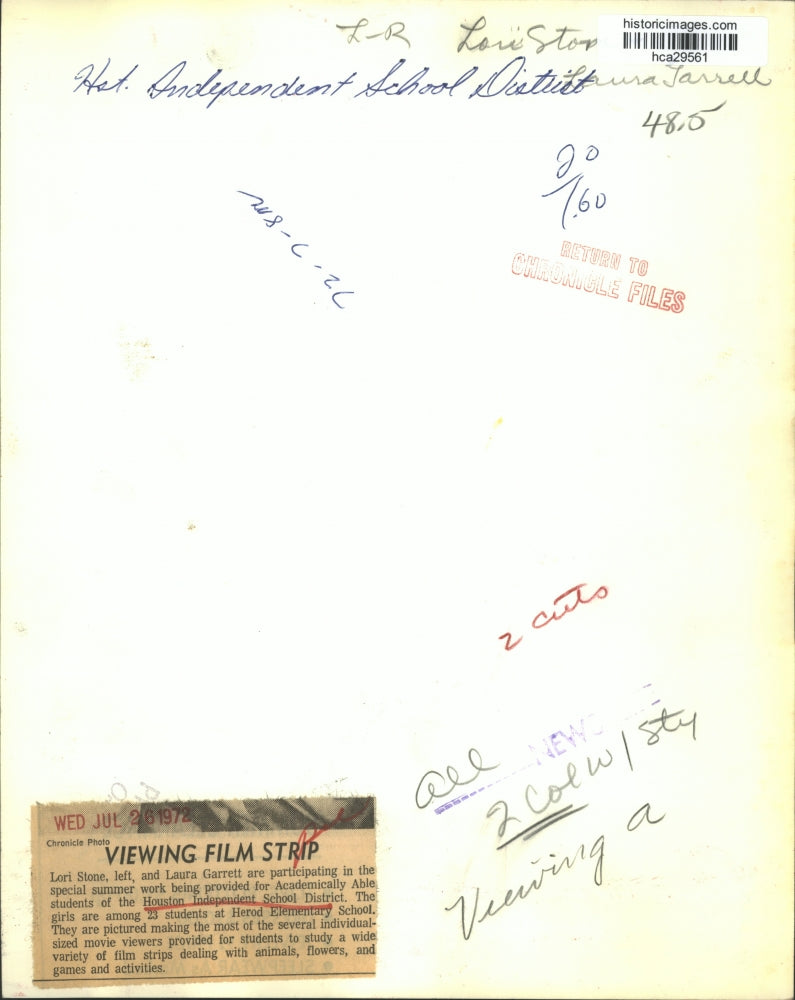 historicimages.com
hca29561
L-R Lori Ston
Laura Jarrell
Hst. Independent School District
48.5
20
1.60
RETURN TO
CHRONICLE FILES
2 cuts
NEWS
all
2 Col w/sty
Viewing a
WED JUL 26 1972
Chronicle Photo
VIEWING FILM STRIP
Lori Stone, left, and Laura Garrett are participating in the
special summer work being provided for Academically Able
students of the Houston Independent School District. The
girls are among 23 students at Herod Elementary School.
They are pictured making the most of the several individual-
sized movie viewers provided for students to study a wide
variety of film strips dealing with animals, flowers, and
games and activities.